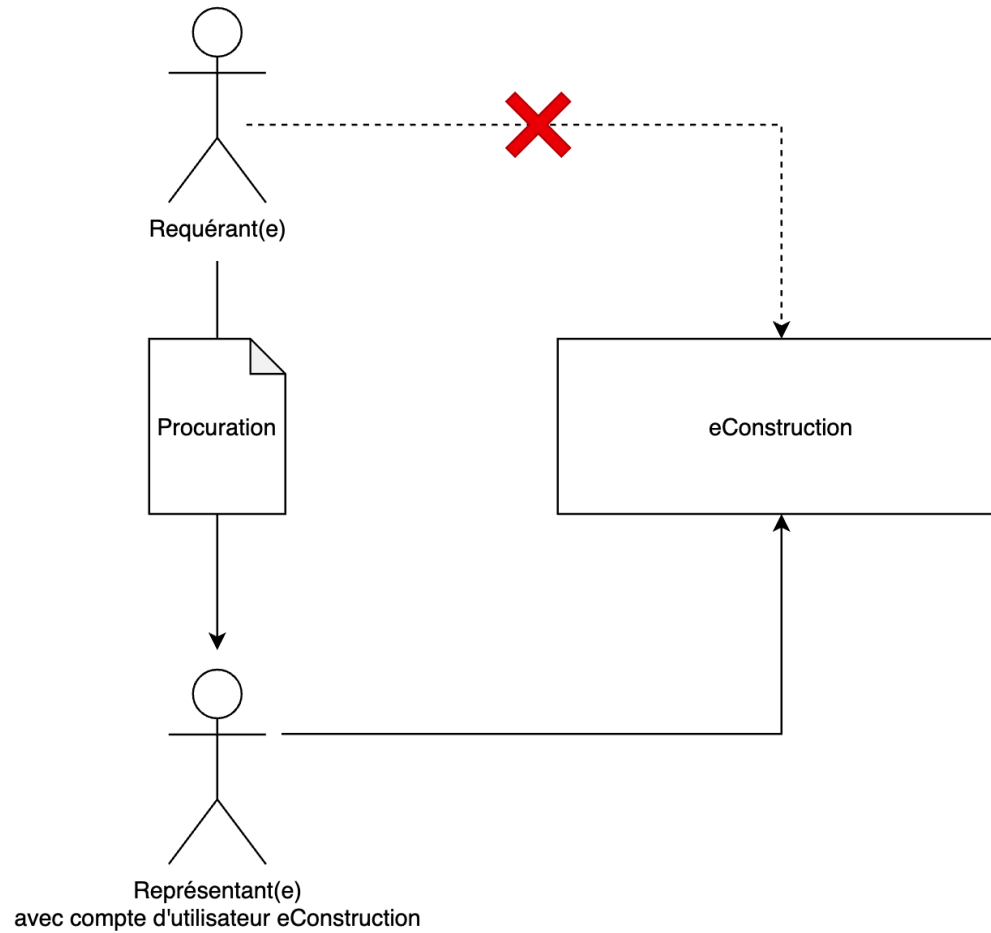 Requérant(e)
Procuration
eConstruction
Représentant(e)
avec compte d'utilisateur eConstruction